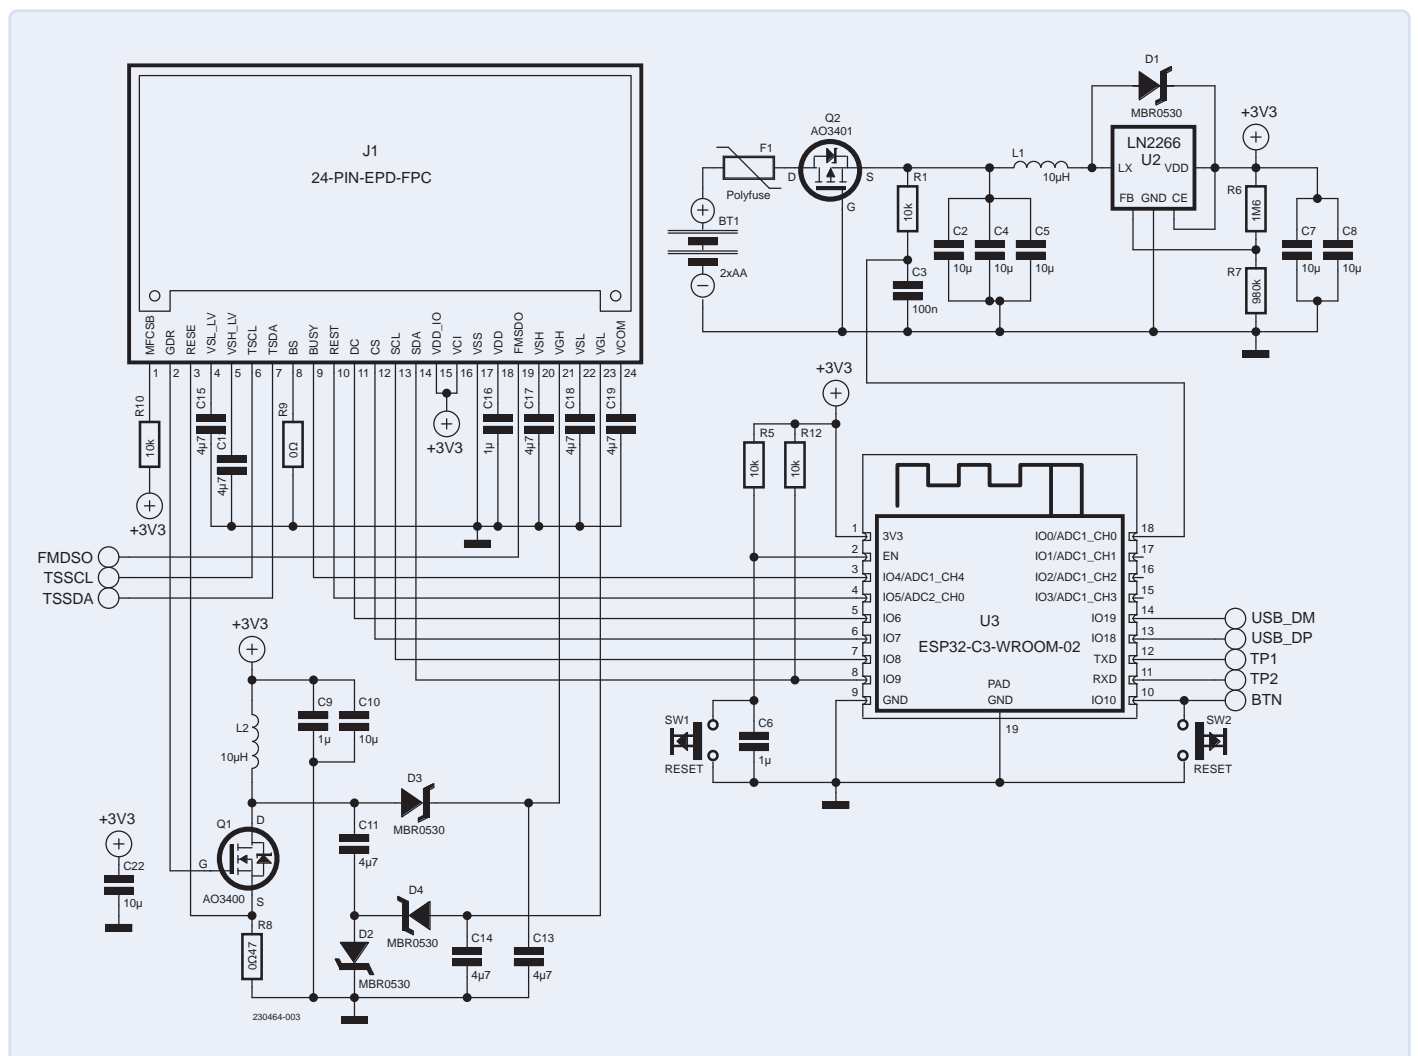 J1
24-PIN-EPD-FPC
MFCSB
GDR
RESE
VSL_LV
VSH_LV
TSCL
TSDA
BS
BUSY
REST
DC
CS
SCL
SDA
VDD_IO
VCI
VSS
VDD
FMSDO
VSH
VGH
VSL
VGL
VCOM
1 2 3 4 5 6 7 8 9 10 11 12 13 14 15 16 17 18 19 20 21 22 23 24
R10
10k
+3V3
C15
4µ7
C1
4µ7
R9
0Ω
+3V3
C16
1µ
C17
4µ7
C18
4µ7
C19
4µ7
FMDSO
TSSCL
TSSDA
Q2
AO3401
D
S
G
F1
Polyfuse
BT1
2xAA
R1
10k
C3
100n
C2
10µ
C4
10µ
C5
10µ
L1
10µH
D1
MBR0530
LN2266
U2
LX
VDD
FB
GND
CE
+3V3
R6
1M6
R7
980k
C7
10µ
C8
10µ
+3V3
R5
10k
R12
10k
U3
ESP32-C3-WROOM-02
1 3V3
2 EN
3 IO4/ADC1_CH4
4 IO5/ADC2_CH0
5 IO6
6 IO7
7 IO8
8 IO9
9 GND
IO0/ADC1_CH0 18
IO1/ADC1_CH1 17
IO2/ADC1_CH2 16
IO3/ADC1_CH3 15
IO19 14
IO18 13
TXD 12
RXD 11
IO10 10
PAD
GND
19
USB_DM
USB_DP
TP1
TP2
BTN
SW1
RESET
C6
1µ
SW2
RESET
+3V3
L2
10µH
C9
1µ
C10
10µ
Q1
AO3400
D
G
S
R8
0Ω47
+3V3
C22
10µ
C11
4µ7
D3
MBR0530
D4
MBR0530
D2
MBR0530
C14
4µ7
C13
4µ7
230464-003